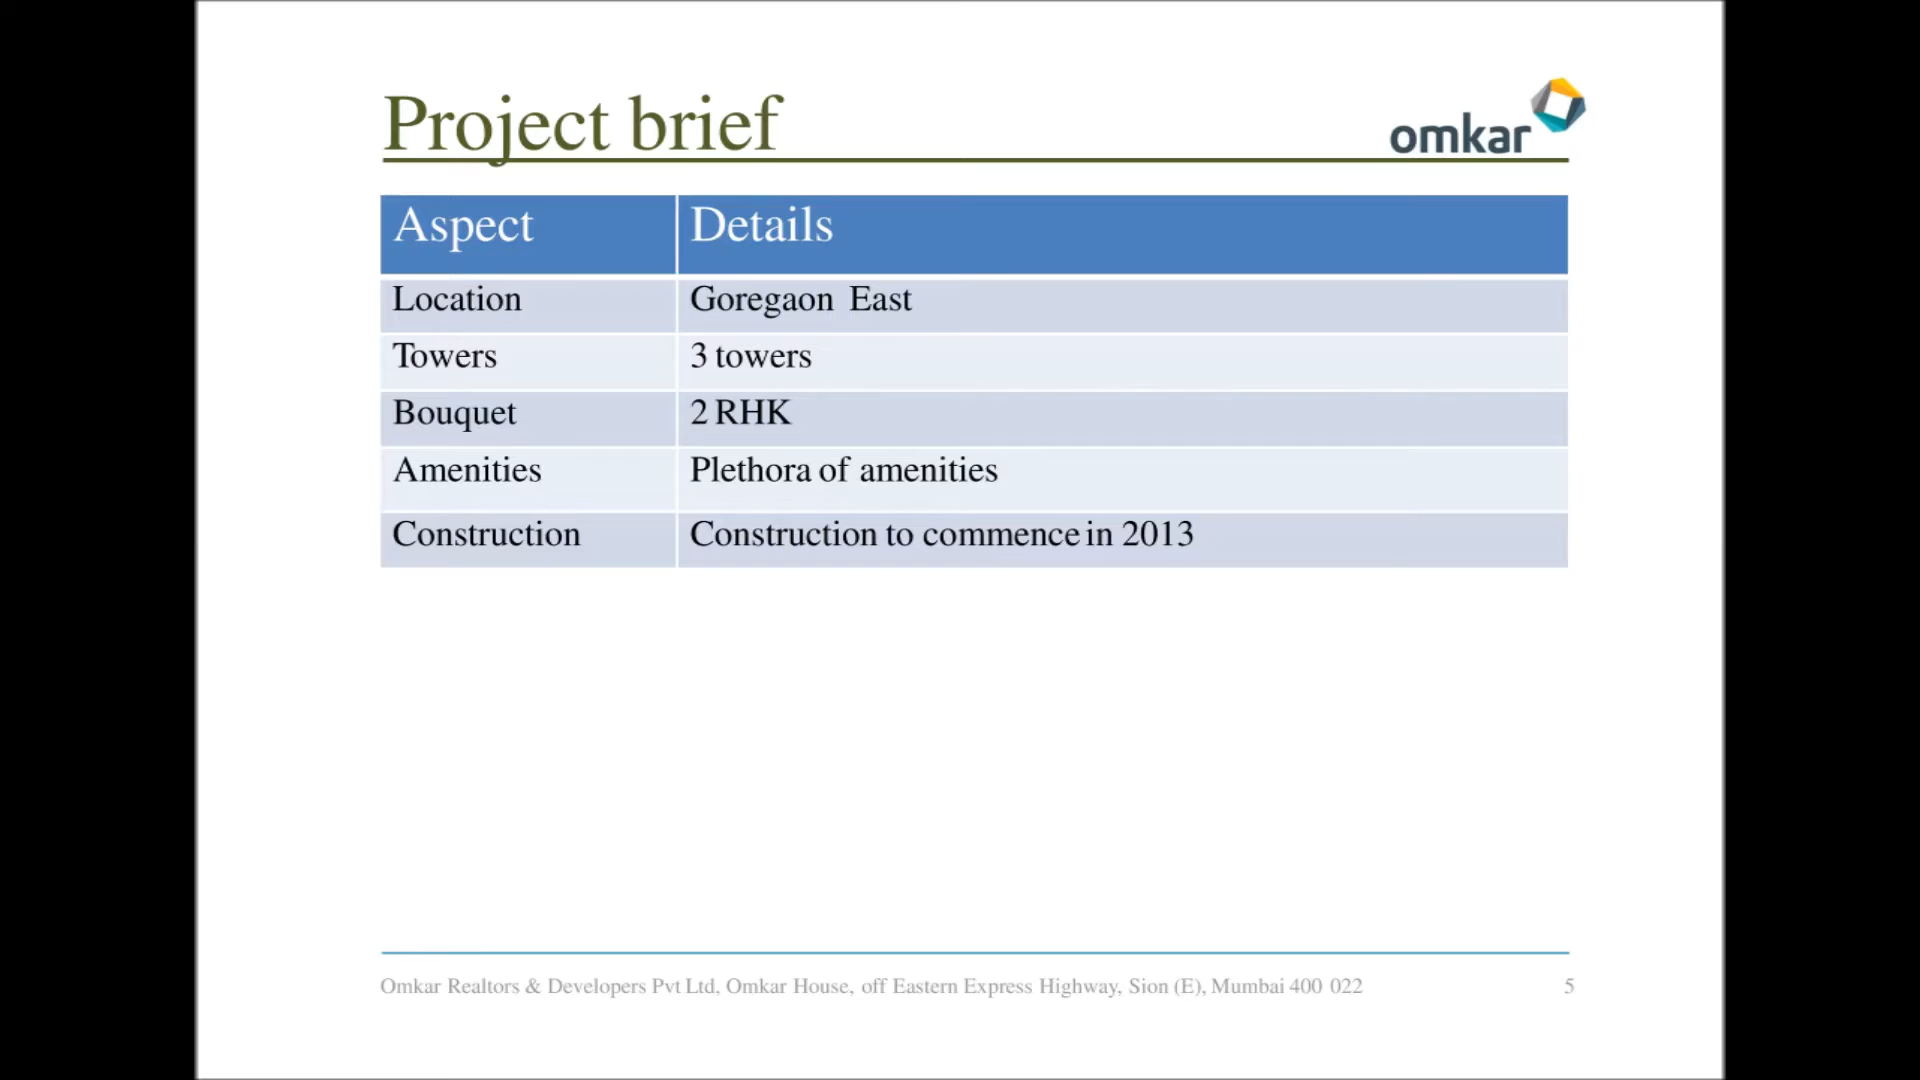 Project brief
omkar
Aspect Details
Location Goregaon East
Towers 3 towers
Bouquet 2 RHK
Amenities Plethora of amenities
Construction Construction to commence in 2013
Omkar Realtors & Developers Pvt Ltd, Omkar House, off Eastern Express Highway, Sion (E), Mumbai 400 022 5